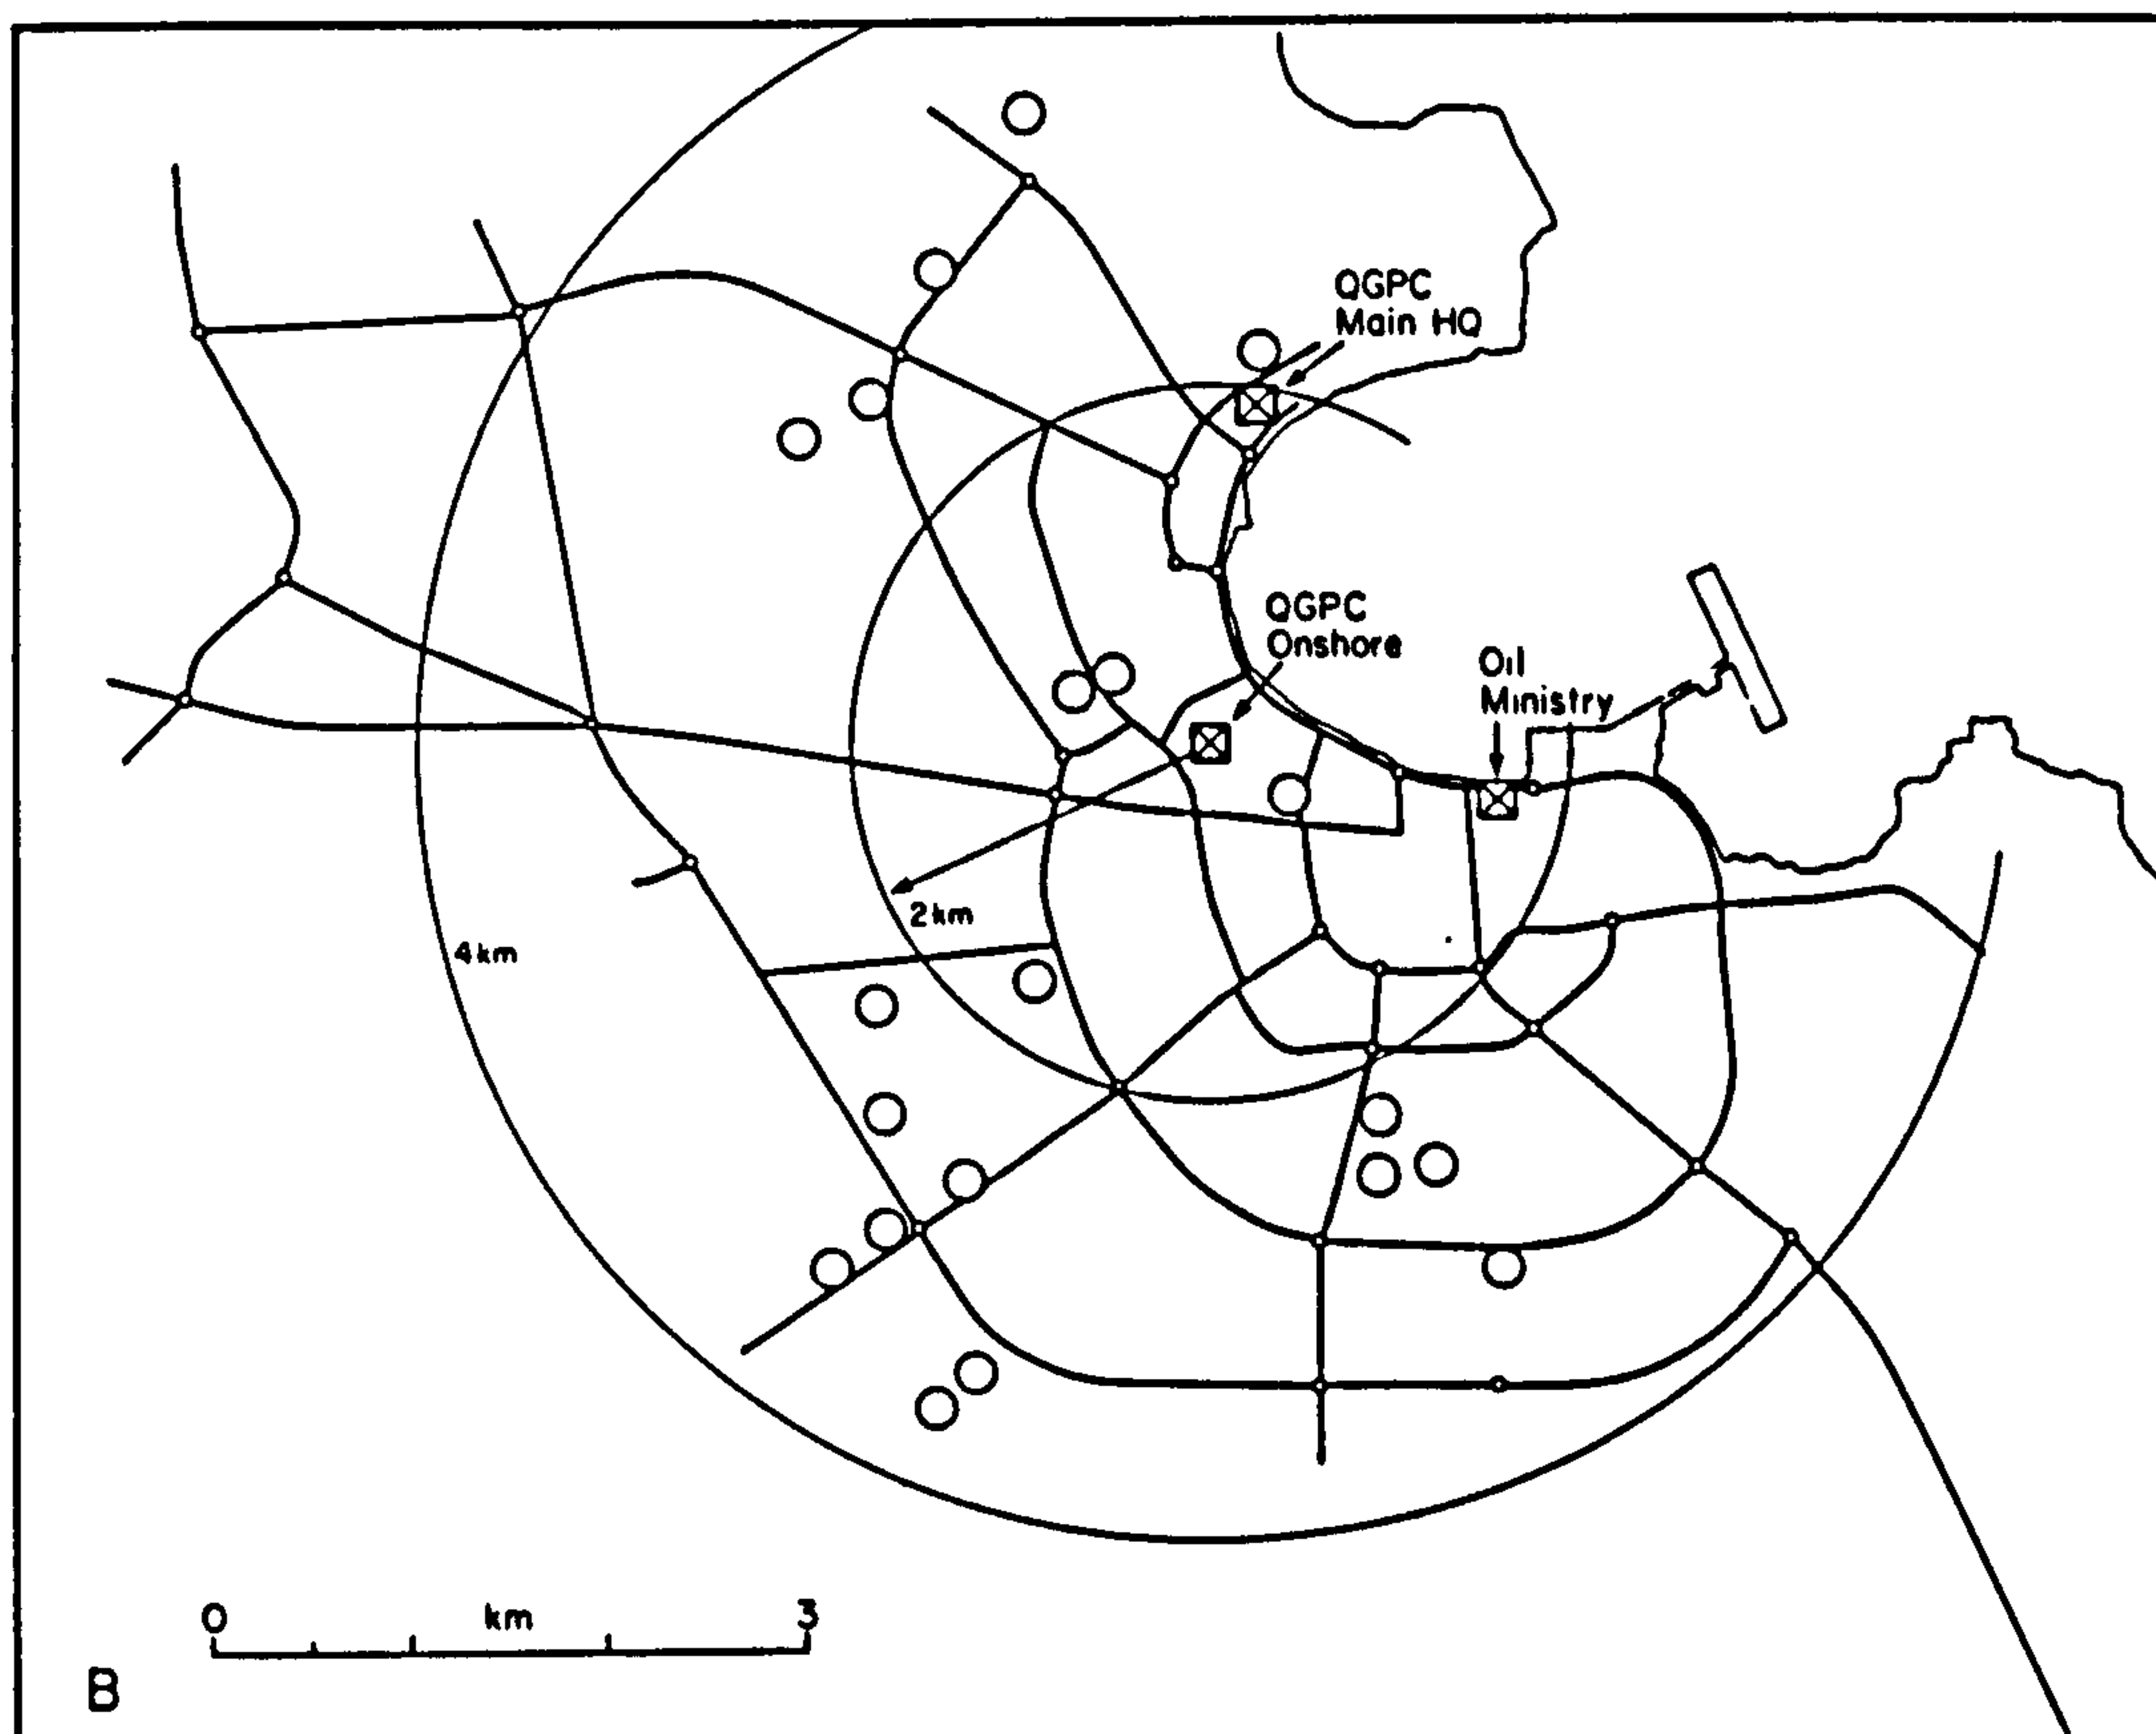 QGPC
Main HQ
QGPC
Onshore
Oil
Ministry
2 km
4 km
0 km 3
B